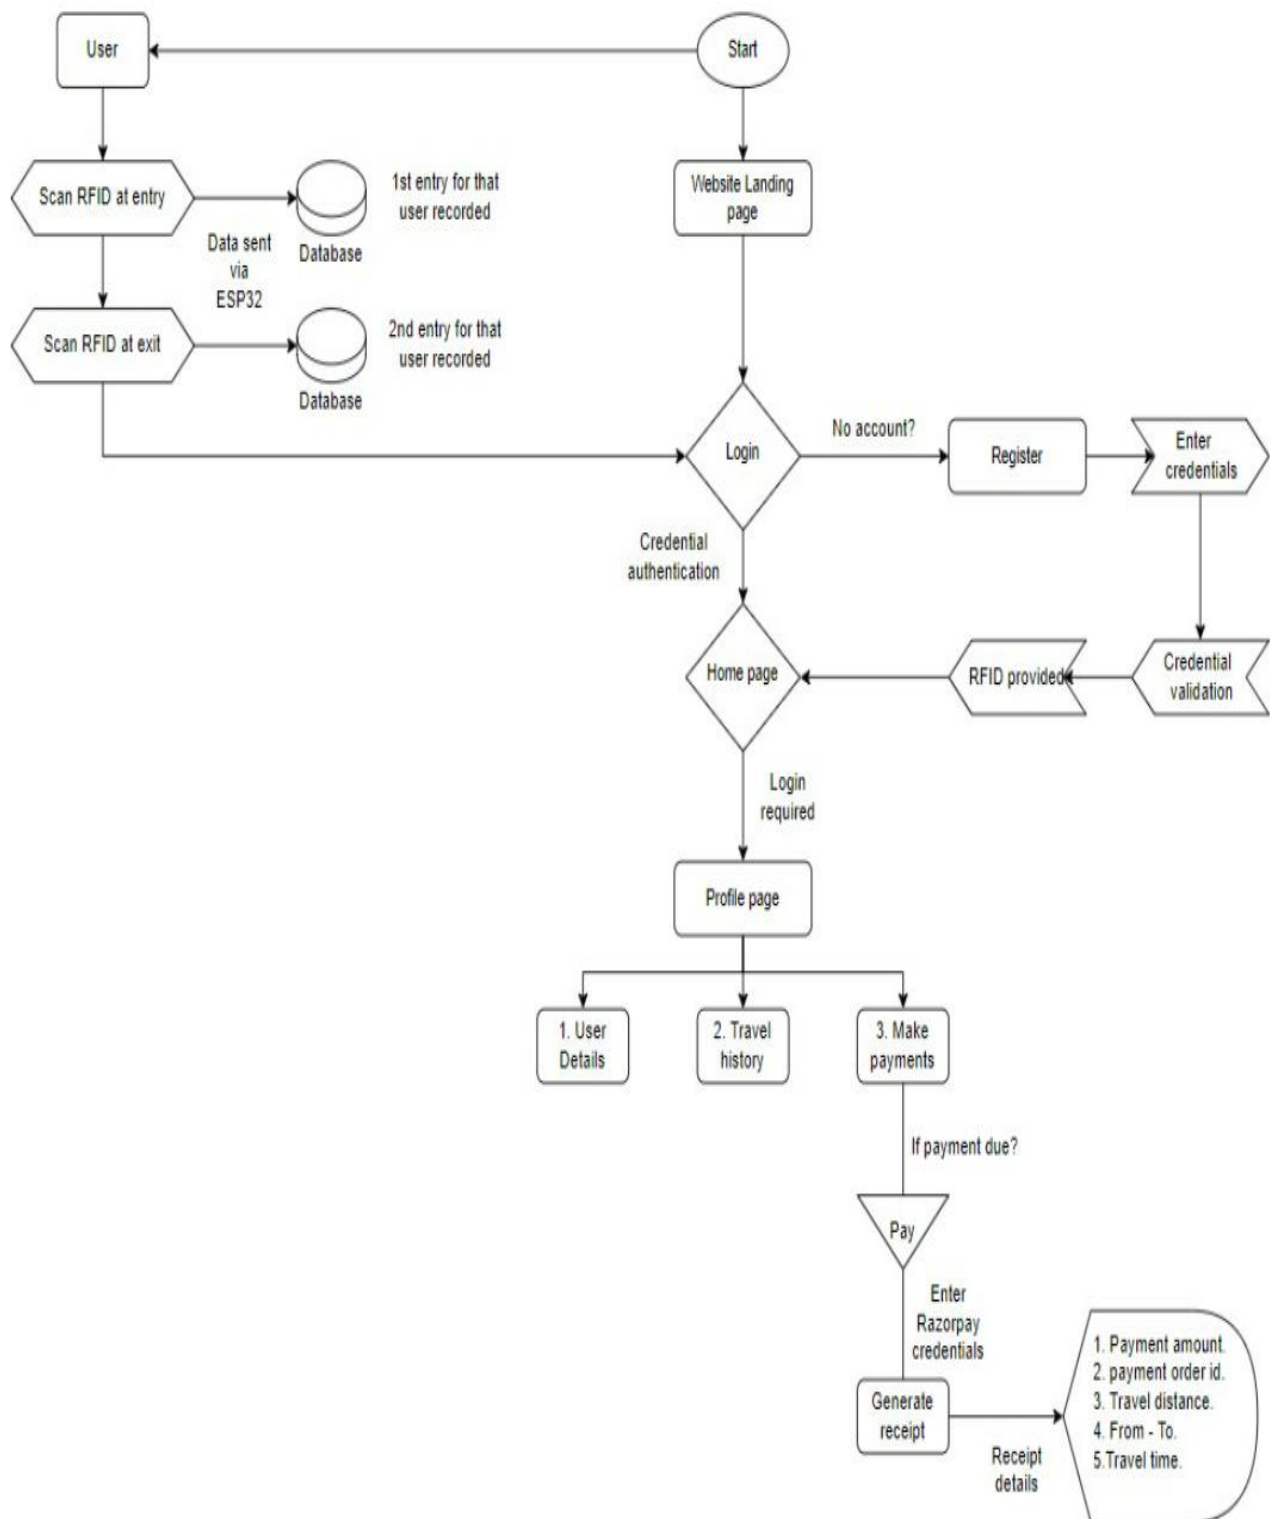 User
Start
Scan RFID at entry
1st entry for that
user recorded
Website Landing
page
Data sent
via
ESP32
Database
Scan RFID at exit
2nd entry for that
user recorded
Database
Login
No account?
Register
Enter
credentials
Credential
authentication
Home page
RFID provided
Credential
validation
Login
required
Profile page
1. User
Details
2. Travel
history
3. Make
payments
If payment due?
Pay
Enter
Razorpay
credentials
Generate
receipt
Receipt
details
1. Payment amount.
2. payment order id.
3. Travel distance.
4. From - To.
5.Travel time.